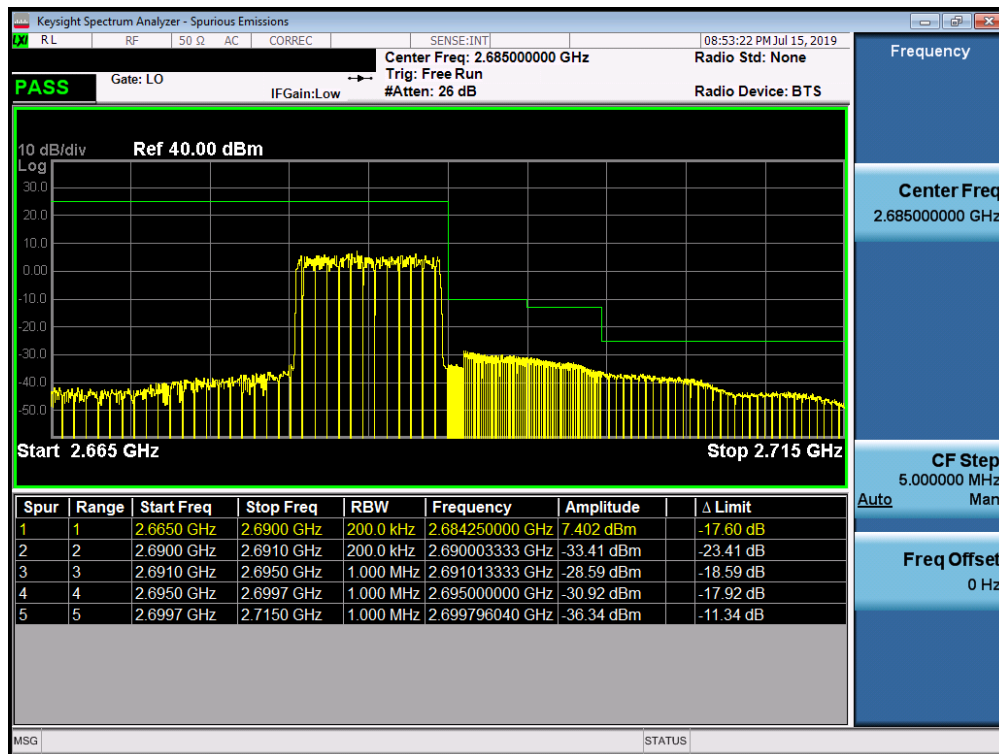 Keysight Spectrum Analyzer - Spurious Emissions
LXI RL RF 50 Ω AC CORREC SENSE:INT 08:53:22 PM Jul 15, 2019
Center Freq: 2.685000000 GHz Radio Std: None
Gate: LO Trig: Free Run
PASS IFGain:Low #Atten: 26 dB Radio Device: BTS
10 dB/div Ref 40.00 dBm
Log
30.0
20.0
10.0
0.00
-10.0
-20.0
-30.0
-40.0
-50.0
Start 2.665 GHz Stop 2.715 GHz
Spur Range Start Freq Stop Freq RBW Frequency Amplitude Δ Limit
1 1 2.6650 GHz 2.6900 GHz 200.0 kHz 2.684250000 GHz 7.402 dBm -17.60 dB
2 2 2.6900 GHz 2.6910 GHz 200.0 kHz 2.690003333 GHz -33.41 dBm -23.41 dB
3 3 2.6910 GHz 2.6950 GHz 1.000 MHz 2.691013333 GHz -28.59 dBm -18.59 dB
4 4 2.6950 GHz 2.6997 GHz 1.000 MHz 2.695000000 GHz -30.92 dBm -17.92 dB
5 5 2.6997 GHz 2.7150 GHz 1.000 MHz 2.699796040 GHz -36.34 dBm -11.34 dB
MSG STATUS
Frequency
Center Freq
2.685000000 GHz
CF Step
5.000000 MHz
Auto Man
Freq Offset
0 Hz